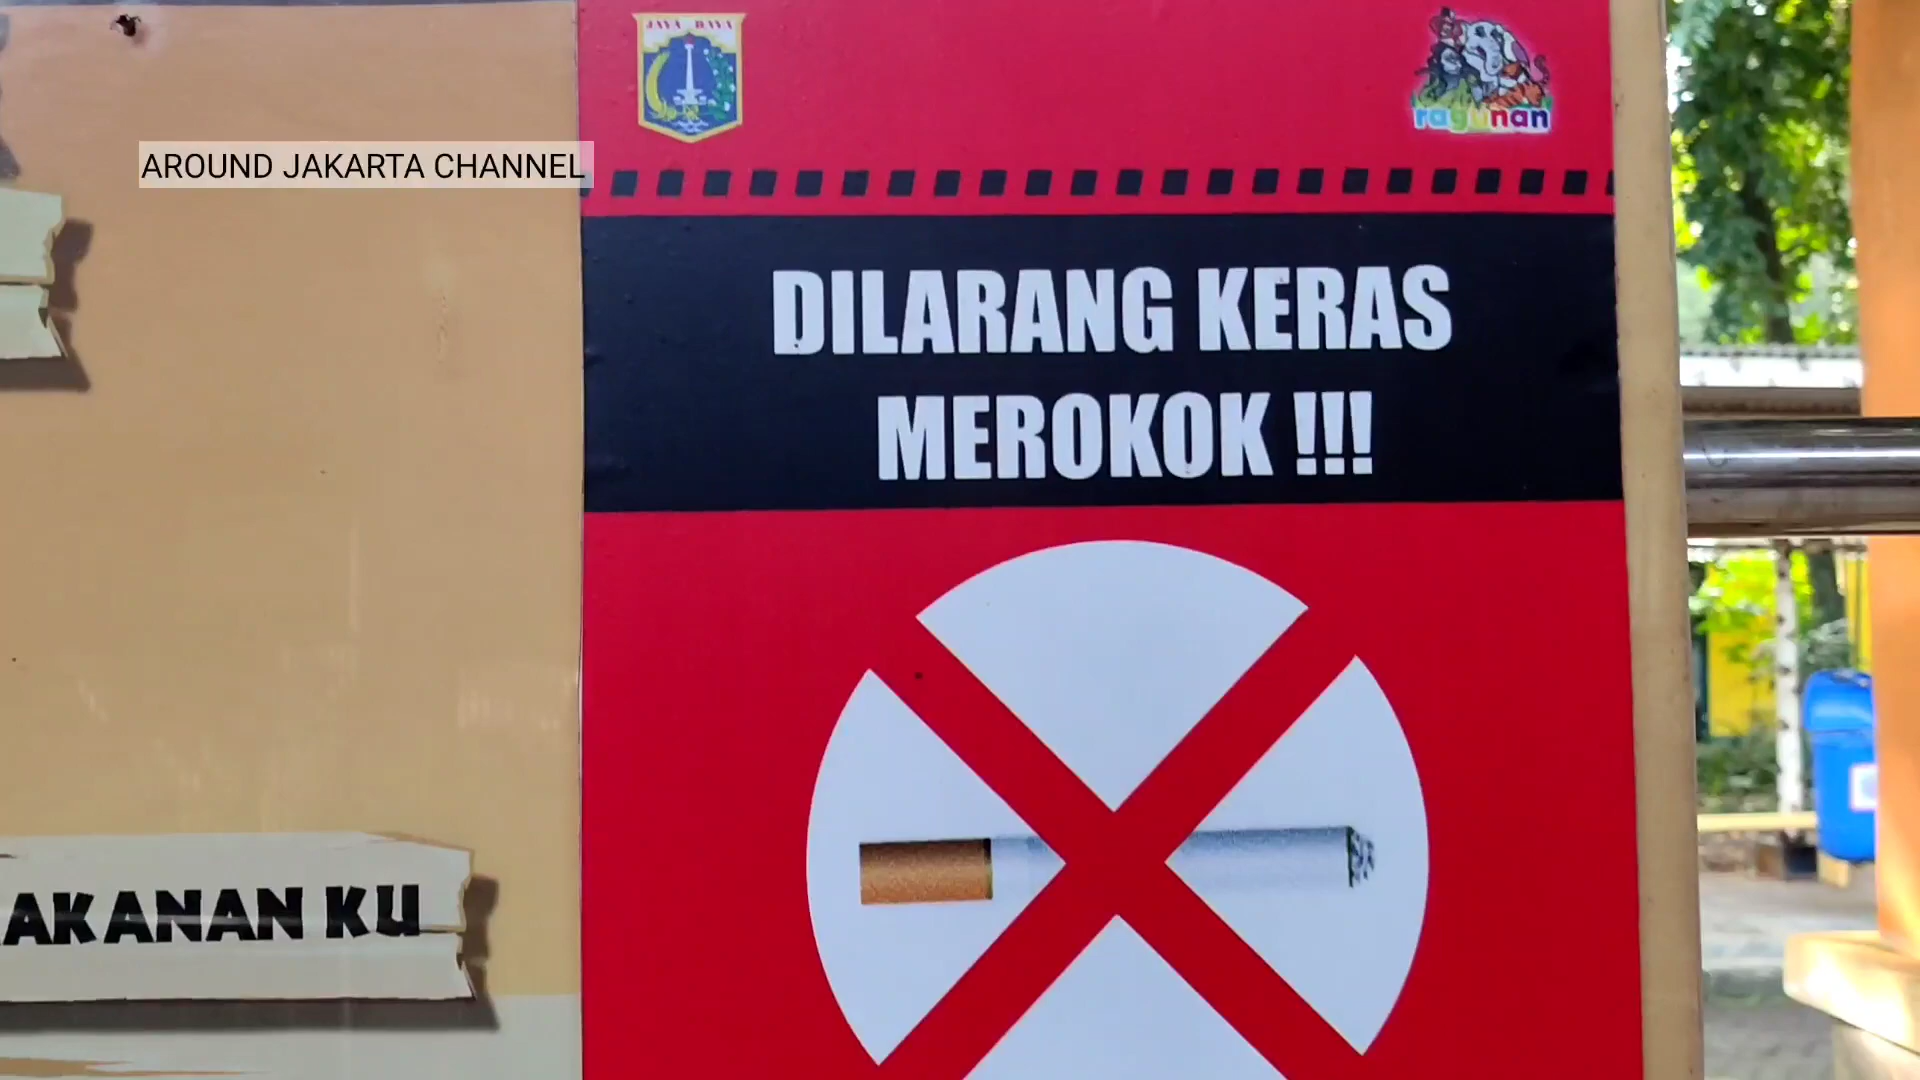 JAYA RAYA
ragunan
AROUND JAKARTA CHANNEL
DILARANG KERAS
MEROKOK !!!
AKANAN KU